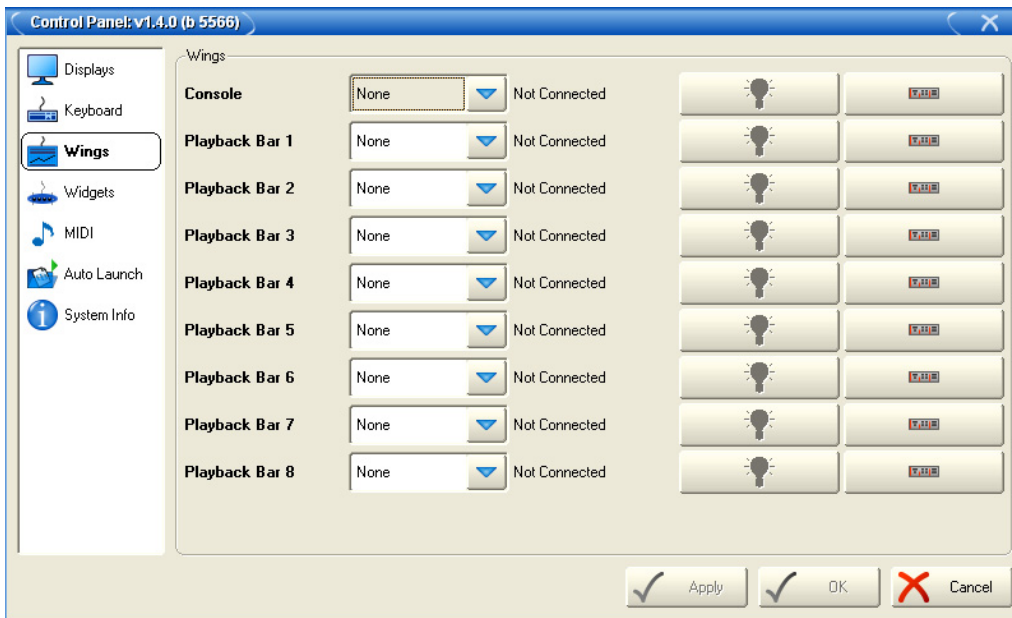 Control Panel: v1.4.0 (b 5566)
Displays
Keyboard
Wings
Widgets
MIDI
Auto Launch
System Info
Wings
Console None Not Connected
Playback Bar 1 None Not Connected
Playback Bar 2 None Not Connected
Playback Bar 3 None Not Connected
Playback Bar 4 None Not Connected
Playback Bar 5 None Not Connected
Playback Bar 6 None Not Connected
Playback Bar 7 None Not Connected
Playback Bar 8 None Not Connected
Apply OK Cancel